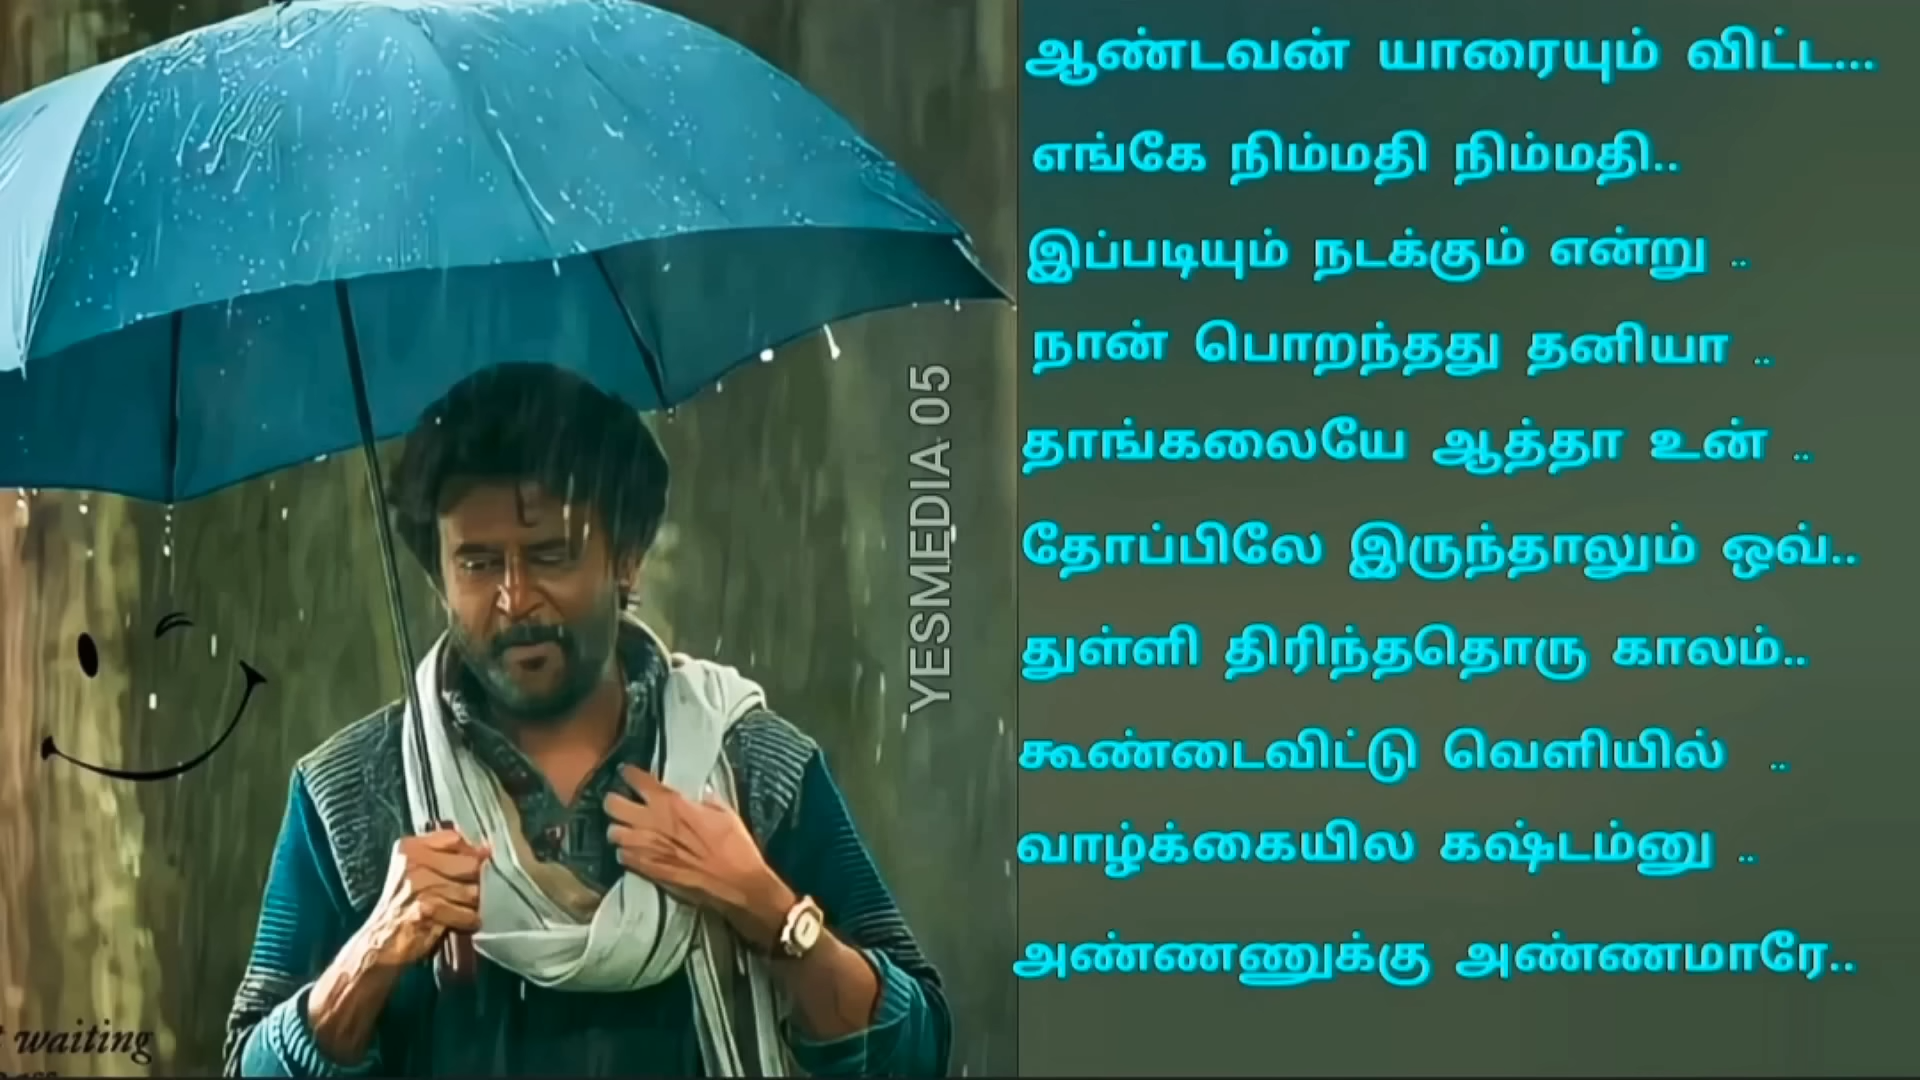 ஆண்டவன் யாரையும் விட்ட...
எங்கே நிம்மதி நிம்மதி..
இப்படியும் நடக்கும் என்று ..
நான் பொறந்தது தனியா ..
தாங்கலையே ஆத்தா உன் ..
தோப்பிலே இருந்தாலும் ஒவ்..
துள்ளி திரிந்ததொரு காலம்..
கூண்டைவிட்டு வெளியில் ..
வாழ்க்கையில கஷ்டம்னு ..
அண்ணணுக்கு அண்ணமாரே..
YESMEDIA 05
waiting